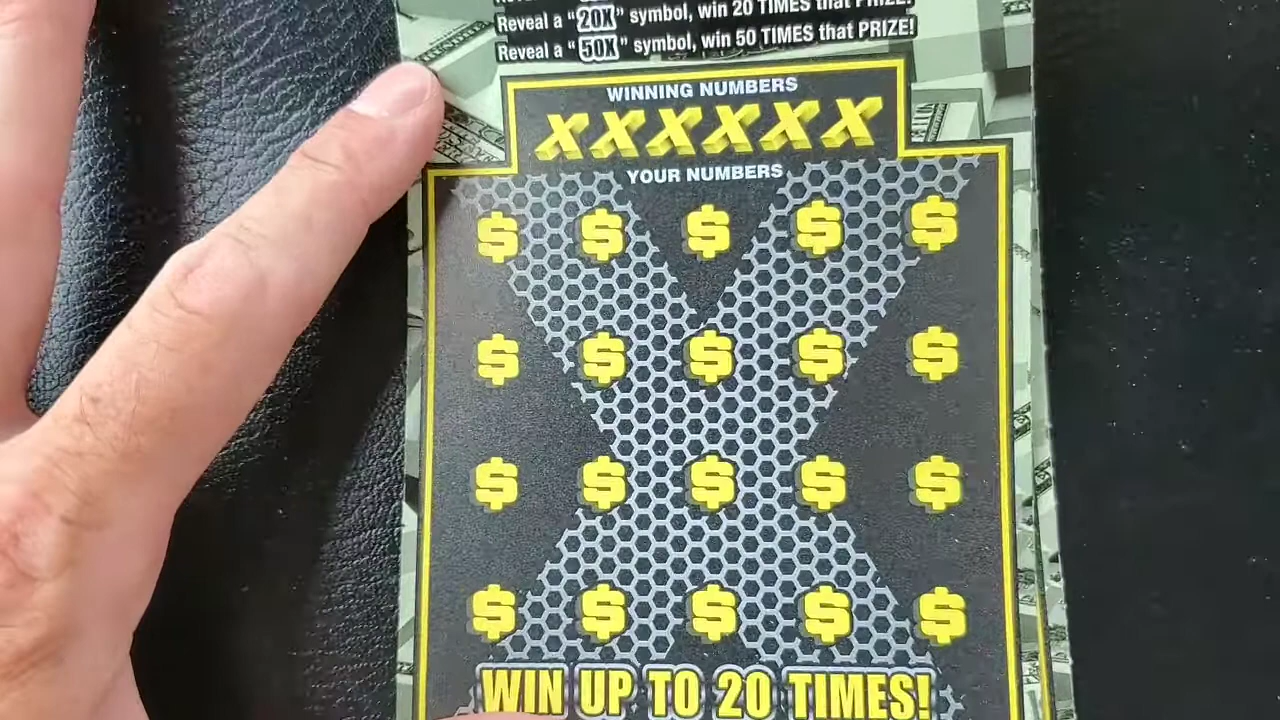 Reveal a "20X" symbol, win 20 TIMES that PRIZE!
Reveal a "50X" symbol, win 50 TIMES that PRIZE!
WINNING NUMBERS
XXXXXX
YOUR NUMBERS
$ $ $ $ $
$ $ $ $ $
$ $ $ $ $
$ $ $ $ $
WIN UP TO 20 TIMES!